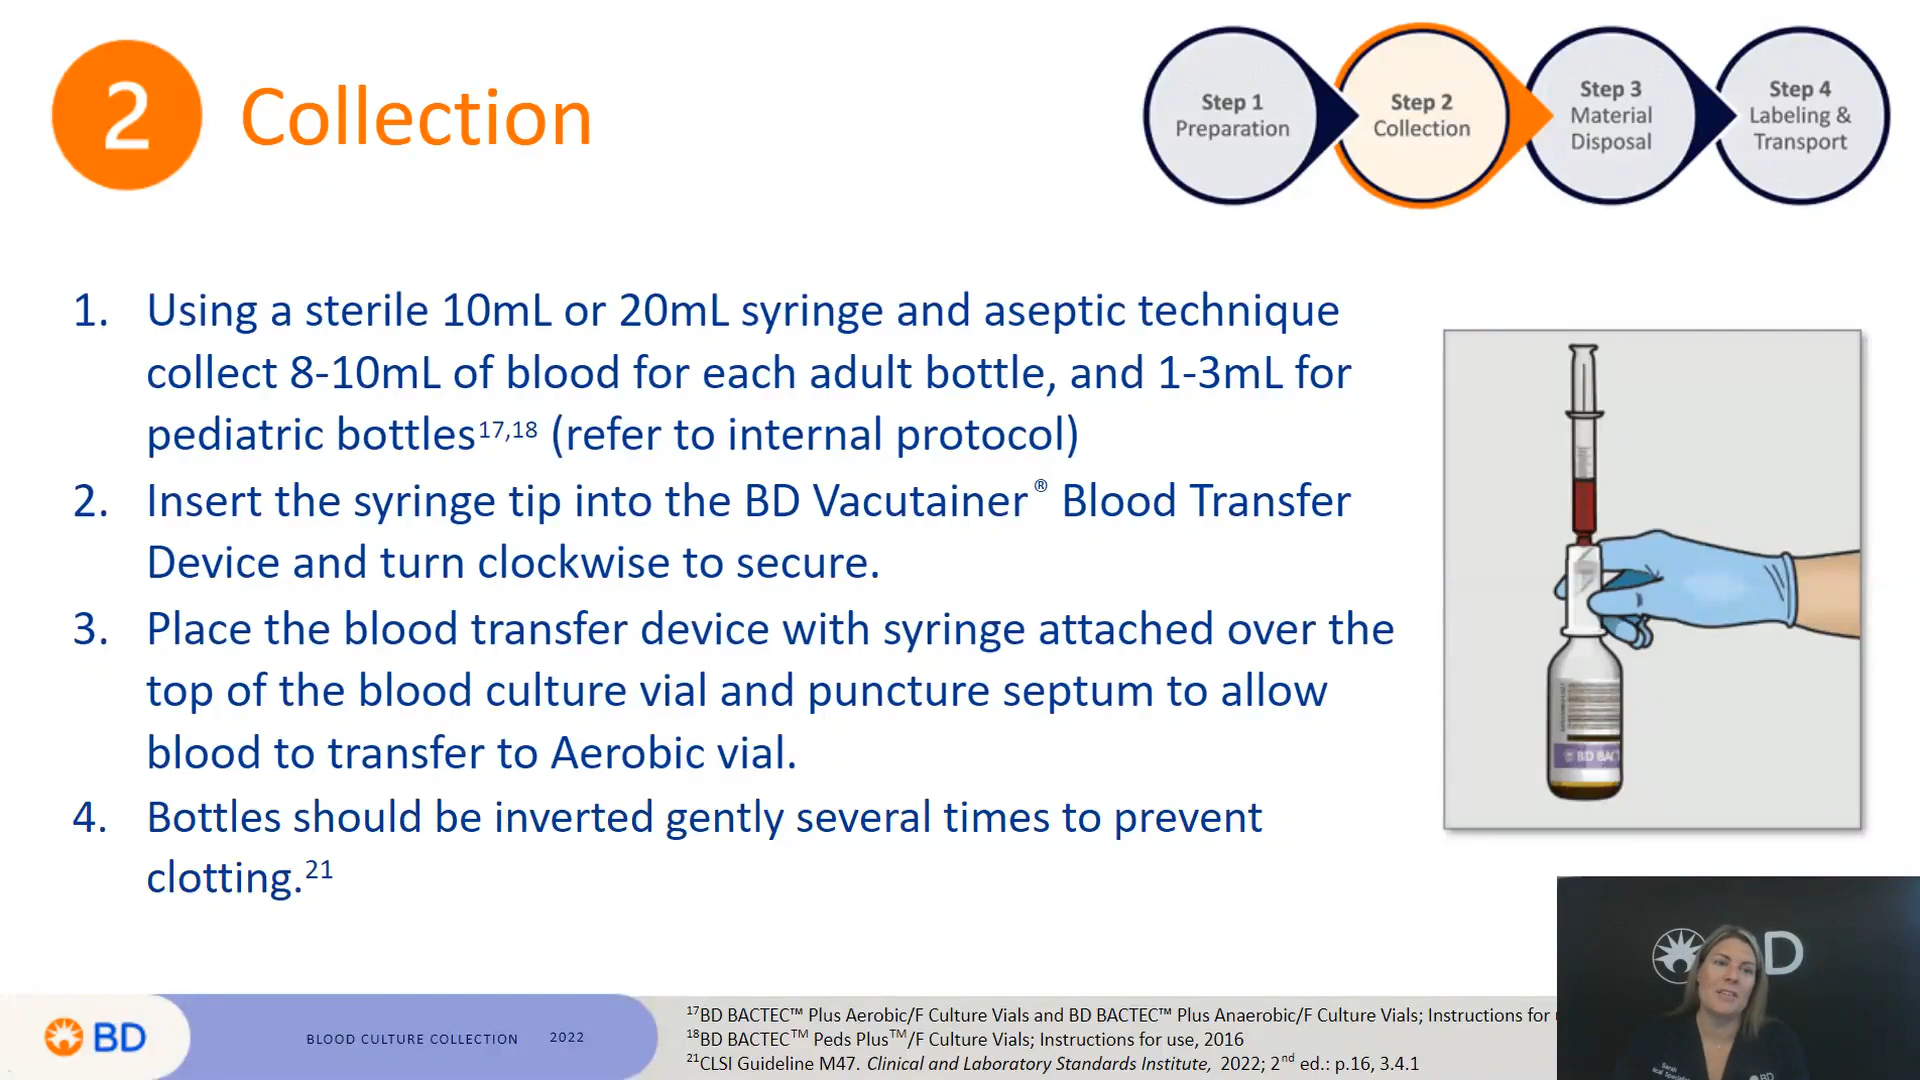 2
Collection
Step 1
Preparation
Step 2
Collection
Step 3
Material
Disposal
Step 4
Labeling &
Transport
1. Using a sterile 10mL or 20mL syringe and aseptic technique
collect 8-10mL of blood for each adult bottle, and 1-3mL for
pediatric bottles17,18 (refer to internal protocol)
2. Insert the syringe tip into the BD Vacutainer® Blood Transfer
Device and turn clockwise to secure.
3. Place the blood transfer device with syringe attached over the
top of the blood culture vial and puncture septum to allow
blood to transfer to Aerobic vial.
4. Bottles should be inverted gently several times to prevent
clotting.21
BD BAC
BD
BLOOD CULTURE COLLECTION 2022
17BD BACTEC™ Plus Aerobic/F Culture Vials and BD BACTEC™ Plus Anaerobic/F Culture Vials; Instructions for
18BD BACTEC™ Peds Plus™/F Culture Vials; Instructions for use, 2016
21CLSI Guideline M47. Clinical and Laboratory Standards Institute, 2022; 2nd ed.: p.16, 3.4.1
D
Sarah
BD